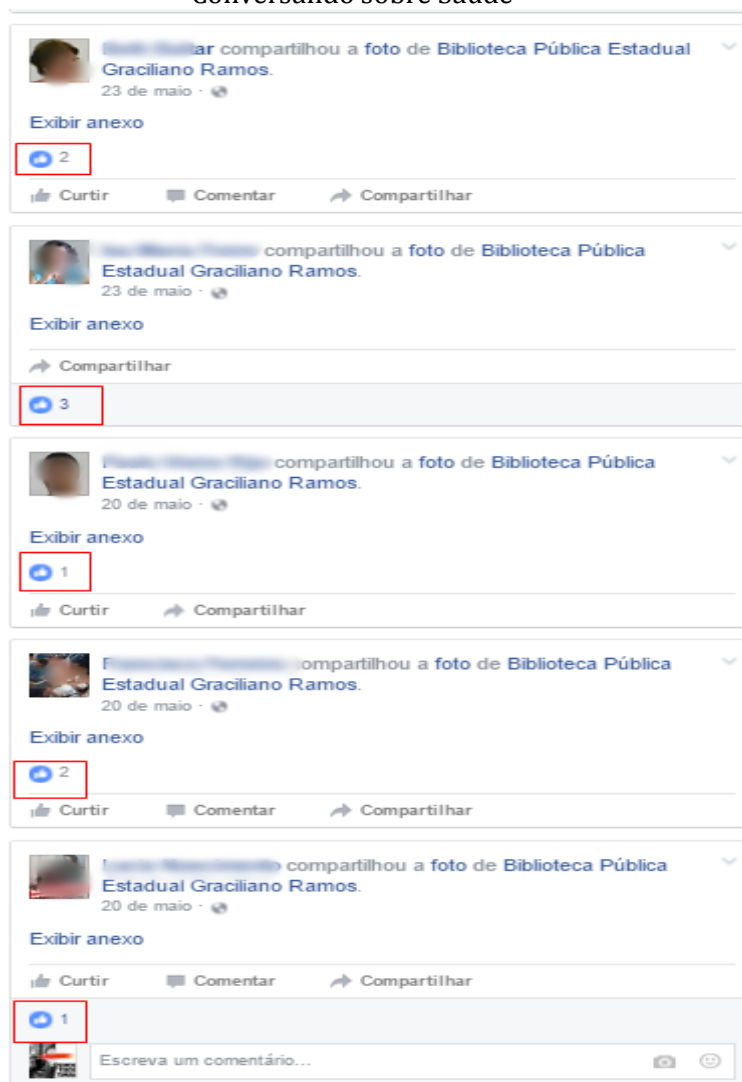 Conversando sobre Saúde
ar compartilhou a foto de Biblioteca Pública Estadual
Graciliano Ramos.
23 de maio ·
Exibir anexo
2
Curtir Comentar Compartilhar
compartilhou a foto de Biblioteca Pública
Estadual Graciliano Ramos.
23 de maio ·
Exibir anexo
Compartilhar
3
compartilhou a foto de Biblioteca Pública
Estadual Graciliano Ramos.
20 de maio ·
Exibir anexo
1
Curtir Compartilhar
compartilhou a foto de Biblioteca Pública
Estadual Graciliano Ramos.
20 de maio ·
Exibir anexo
2
Curtir Comentar Compartilhar
compartilhou a foto de Biblioteca Pública
Estadual Graciliano Ramos.
20 de maio ·
Exibir anexo
Curtir Comentar Compartilhar
1
Escreva um comentário...